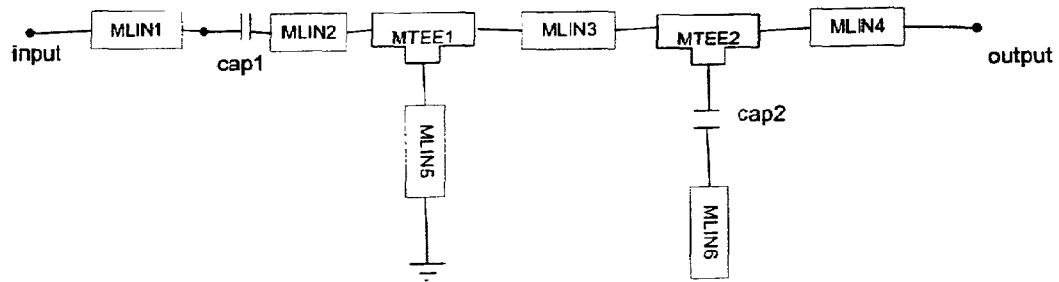 input
MLIN1
cap1
MLIN2
MTEE1
MLIN3
MTEE2
MLIN4
output
MLIN5
cap2
MLIN6